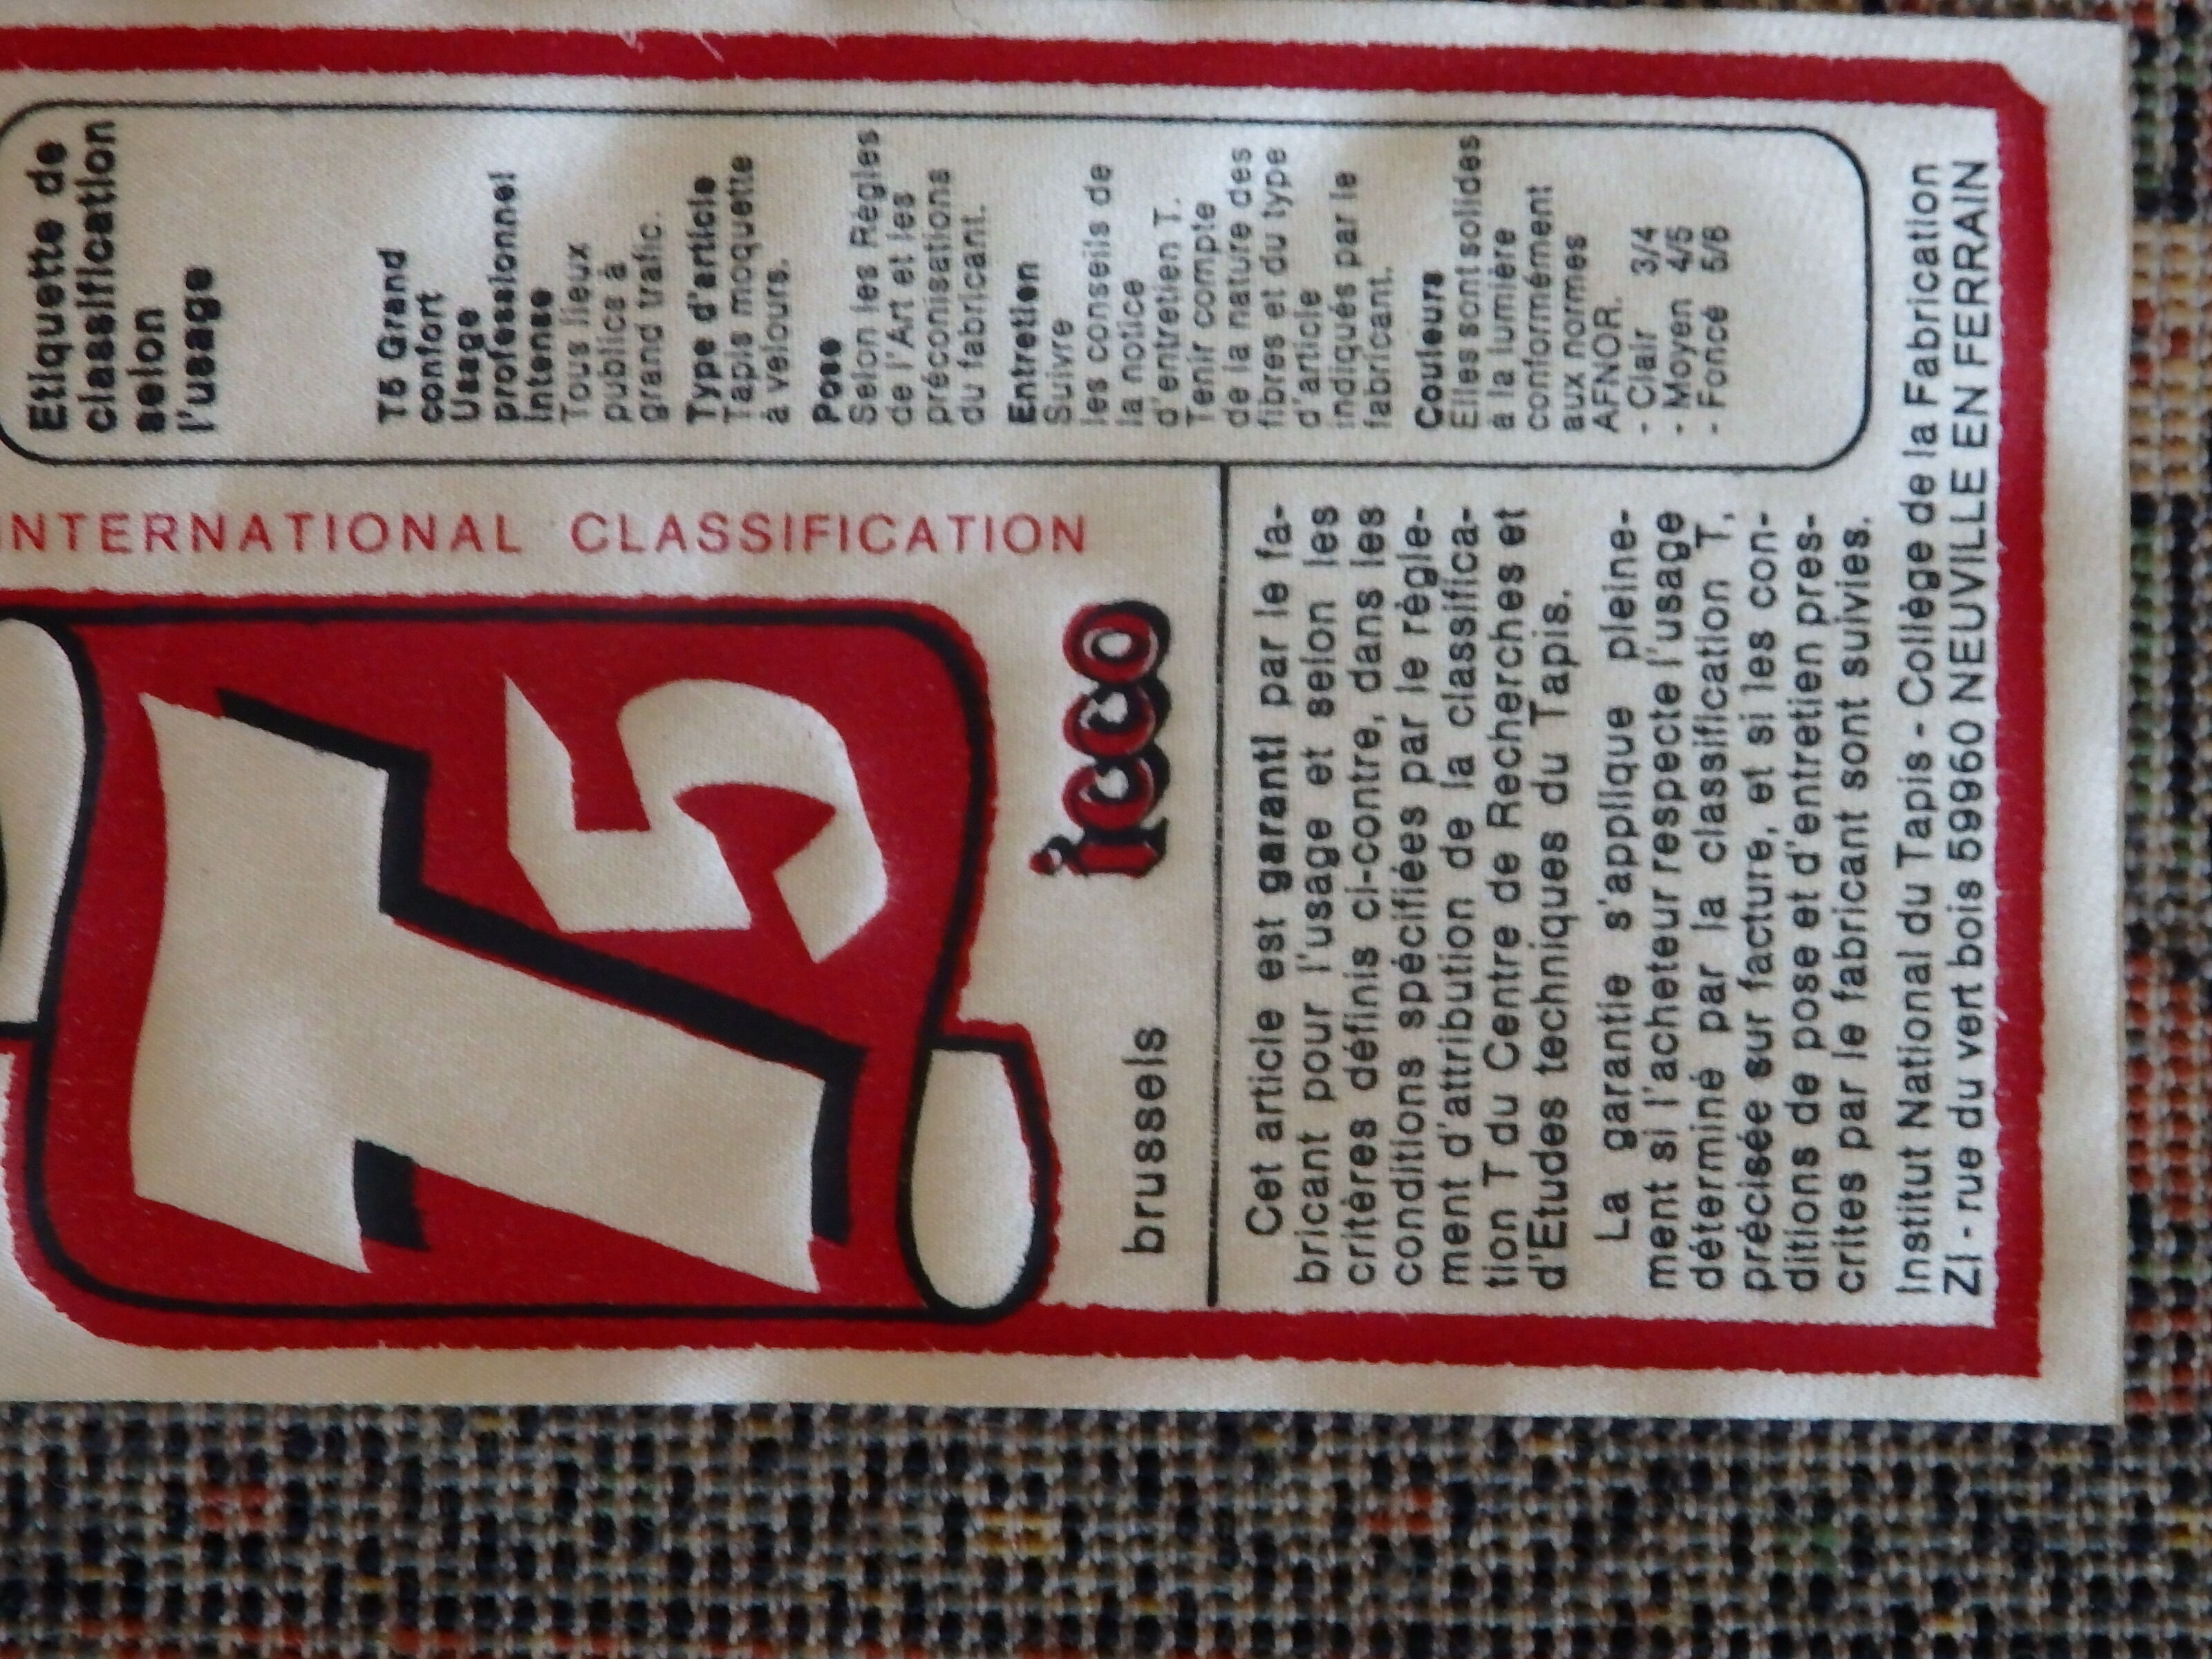 INTERNATIONAL CLASSIFICATION
T5
brussels icco
Etiquette de
classification
selon
l'usage
T5 Grand
confort
Usage
professionnel
intense
Tous lieux
publics à
grand trafic.
Type d'article
Tapis moquette
à velours.
Pose
Selon les Règles
de l'Art et les
préconisations
du fabricant.
Entretien
Suivre
les conseils de
la notice
d'entretien T.
Tenir compte
de la nature des
fibres et du type
d'article
indiqués par le
fabricant.
Couleurs
Elles sont solides
à la lumière
conformément
aux normes
AFNOR.
- Clair 3/4
- Moyen 4/5
- Foncé 5/6
Cet article est garanti par le fa-
bricant pour l'usage et selon les
critères définis ci-contre, dans les
conditions spécifiées par le règle-
ment d'attribution de la classifica-
tion T du Centre de Recherches et
d'Etudes techniques du Tapis.
La garantie s'applique pleine-
ment si l'acheteur respecte l'usage
déterminé par la classification T,
précisée sur facture, et si les con-
ditions de pose et d'entretien pres-
crites par le fabricant sont suivies.
Institut National du Tapis - Collège de la Fabrication
ZI - rue du vert bois 59960 NEUVILLE EN FERRAIN